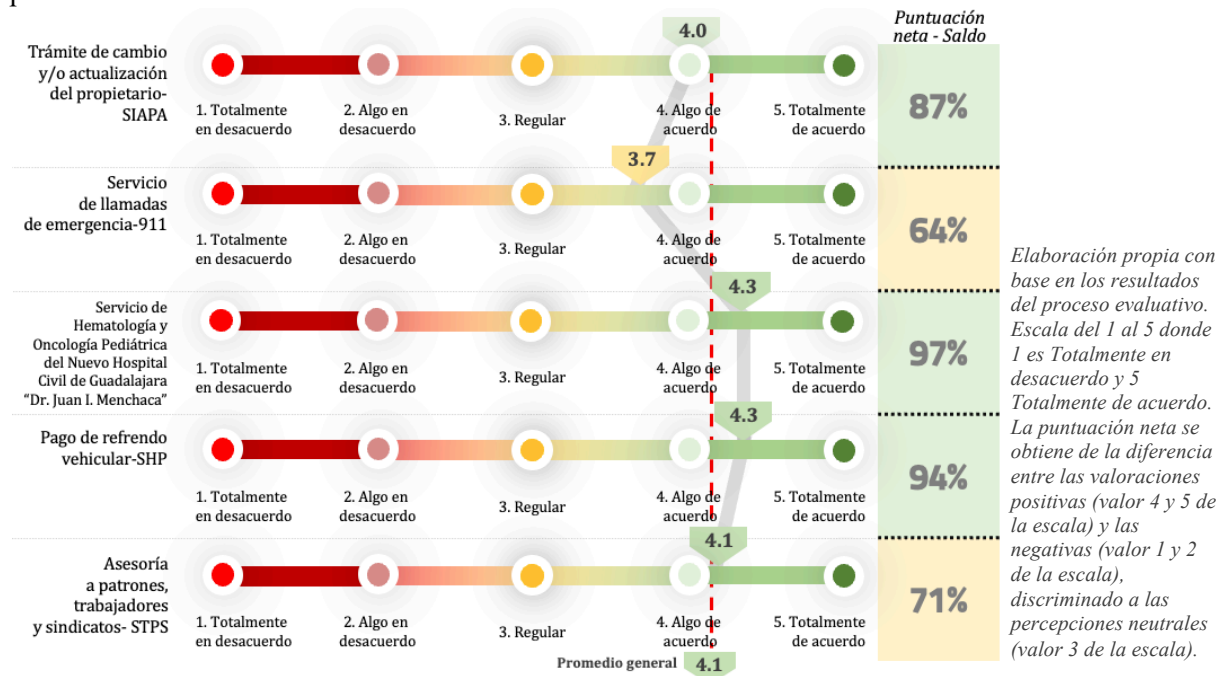 Puntuación
neta - Saldo
4.0
Trámite de cambio
y/o actualización
del propietario-
SIAPA
1. Totalmente
en desacuerdo
2. Algo en
desacuerdo
3. Regular
4. Algo de
acuerdo
5. Totalmente
de acuerdo
87%
3.7
Servicio
de llamadas
de emergencia-911
1. Totalmente
en desacuerdo
2. Algo en
desacuerdo
3. Regular
4. Algo de
acuerdo
5. Totalmente
de acuerdo
64%
4.3
Servicio de
Hematología y
Oncología Pediátrica
del Nuevo Hospital
Civil de Guadalajara
“Dr. Juan I. Menchaca”
1. Totalmente
en desacuerdo
2. Algo en
desacuerdo
3. Regular
4. Algo de
acuerdo
5. Totalmente
de acuerdo
97%
4.3
Pago de refrendo
vehicular-SHP
1. Totalmente
en desacuerdo
2. Algo en
desacuerdo
3. Regular
4. Algo de
acuerdo
5. Totalmente
de acuerdo
94%
4.1
Asesoría
a patrones,
trabajadores
y sindicatos- STPS
1. Totalmente
en desacuerdo
2. Algo en
desacuerdo
3. Regular
4. Algo de
acuerdo
5. Totalmente
de acuerdo
71%
Promedio general 4.1
Elaboración propia con
base en los resultados
del proceso evaluativo.
Escala del 1 al 5 donde
1 es Totalmente en
desacuerdo y 5
Totalmente de acuerdo.
La puntuación neta se
obtiene de la diferencia
entre las valoraciones
positivas (valor 4 y 5 de
la escala) y las
negativas (valor 1 y 2
de la escala),
discriminado a las
percepciones neutrales
(valor 3 de la escala).